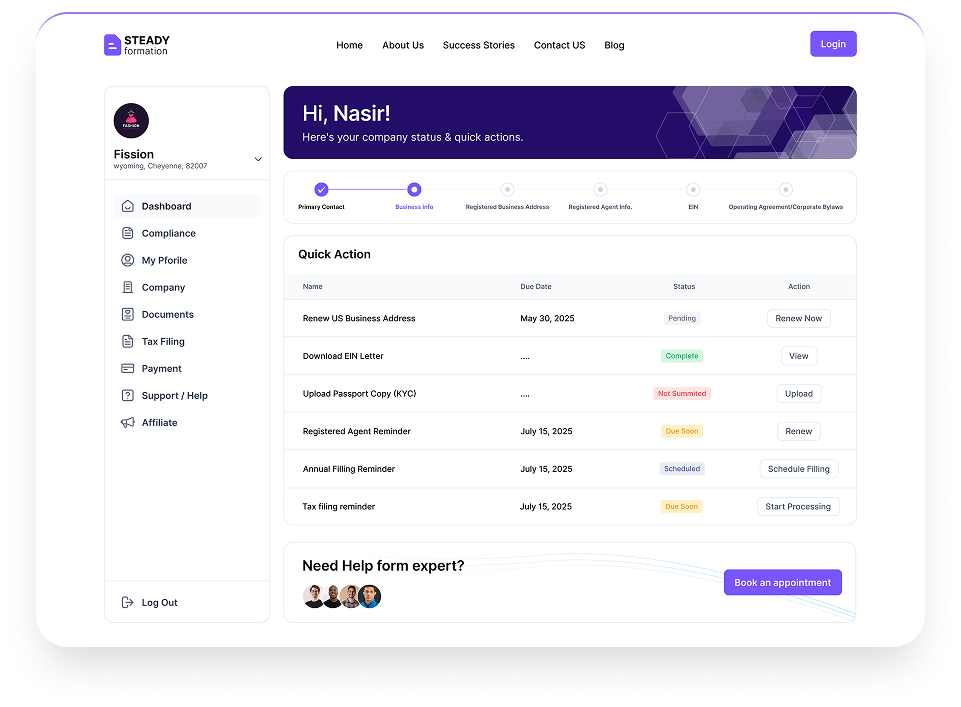 STEADY
formation
Home About Us Success Stories Contact US Blog
Login
FASHION
Fission
wyoming, Cheyenne, 82007
Dashboard
Compliance
My Pforile
Company
Documents
Tax Filing
Payment
Support / Help
Affiliate
Log Out
Hi, Nasir!
Here's your company status & quick actions.
Primary Contact Business info Registered Business Address Registered Agent Info. EIN Operating Agreement/Corporate Bylaws
Quick Action
Name Due Date Status Action
Renew US Business Address May 30, 2025 Pending Renew Now
Download EIN Letter .... Complete View
Upload Passport Copy (KYC) .... Not Summited Upload
Registered Agent Reminder July 15, 2025 Due Soon Renew
Annual Filling Reminder July 15, 2025 Scheduled Schedule Filling
Tax filing reminder July 15, 2025 Due Soon Start Processing
Need Help form expert?
Book an appointment